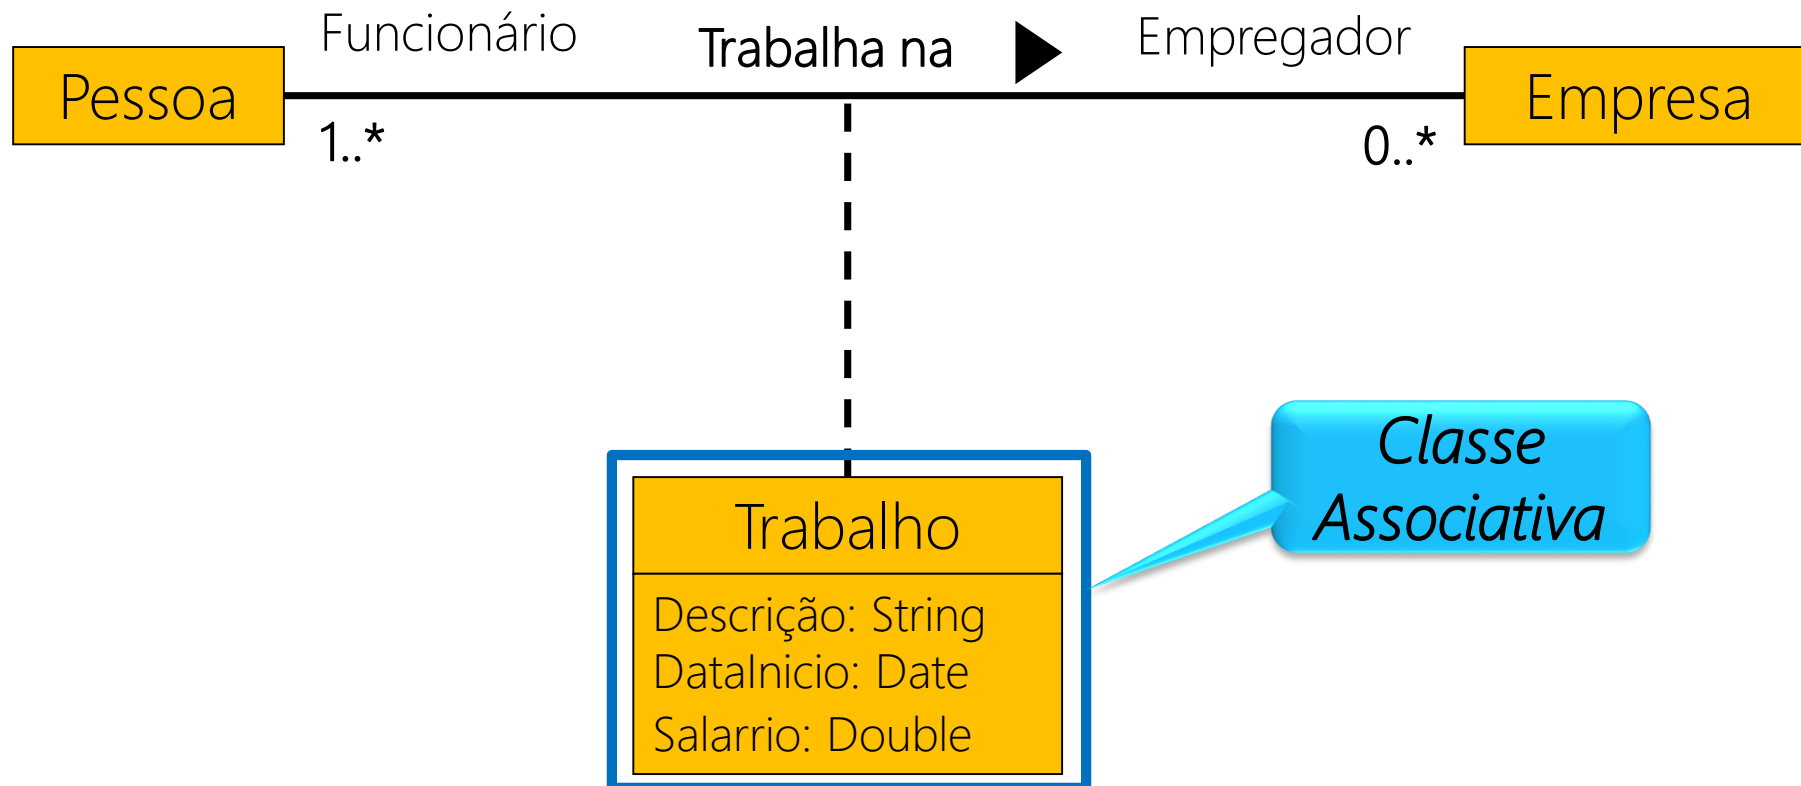 Funcionário
Trabalha na
Empregador
Pessoa
Empresa
1..*
0..*
Classe
Associativa
Trabalho
Descrição: String
DataInicio: Date
Salarrio: Double